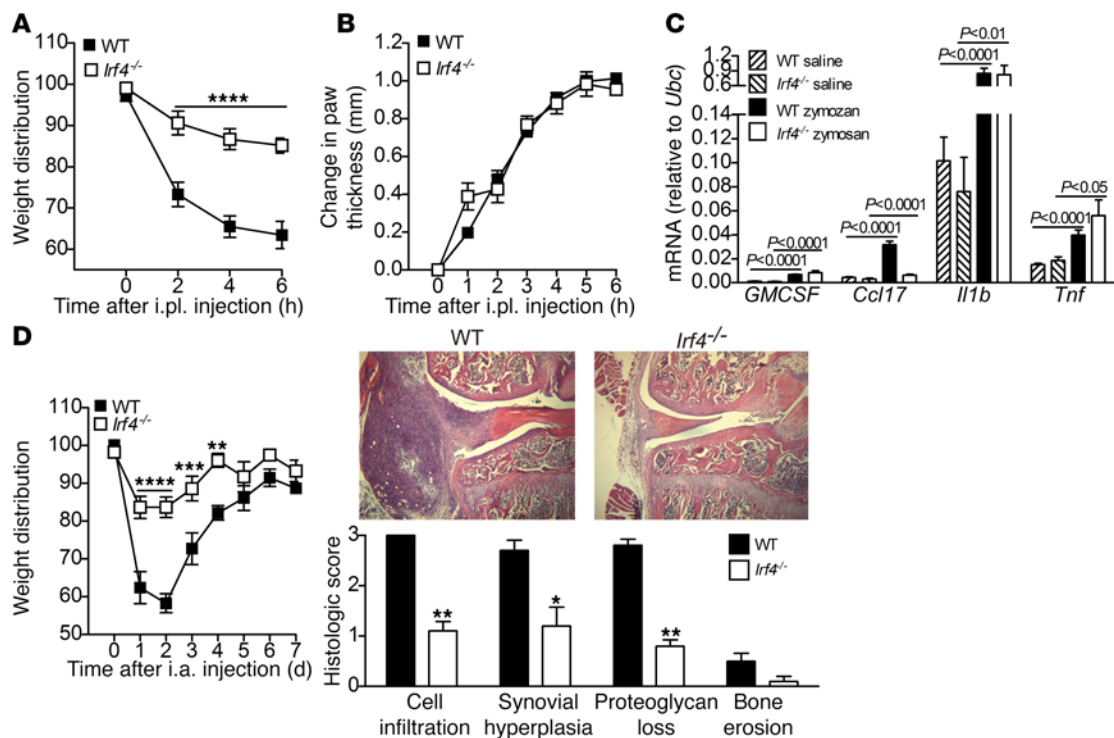 A
WT
Irf4-/-
110
100
90
80
70
60
****
Weight distribution
0
2
4
6
Time after i.pl. injection (h)
B
WT
Irf4-/-
1.2
1.0
0.8
0.6
0.4
0.2
0.0
Change in paw
thickness (mm)
0
1
2
3
4
5
6
Time after i.pl. injection (h)
C
WT saline
Irf4-/- saline
WT zymozan
Irf4-/- zymosan
1.2
0.9
0.6
0.14
0.12
0.10
0.08
0.06
0.04
0.02
0.00
mRNA (relative to Ubc)
P<0.01
P<0.0001
P<0.05
P<0.0001
P<0.0001
P<0.0001
P<0.0001
P<0.0001
GMCSF
Ccl17
Il1b
Tnf
D
WT
Irf4-/-
110
100
90
80
70
60
50
****
***
**
Weight distribution
0
1
2
3
4
5
6
7
Time after i.a. injection (d)
WT
Irf4-/-
3
2
1
0
Histologic score
WT
Irf4-/-
**
*
**
Cell
infiltration
Synovial
hyperplasia
Proteoglycan
loss
Bone
erosion